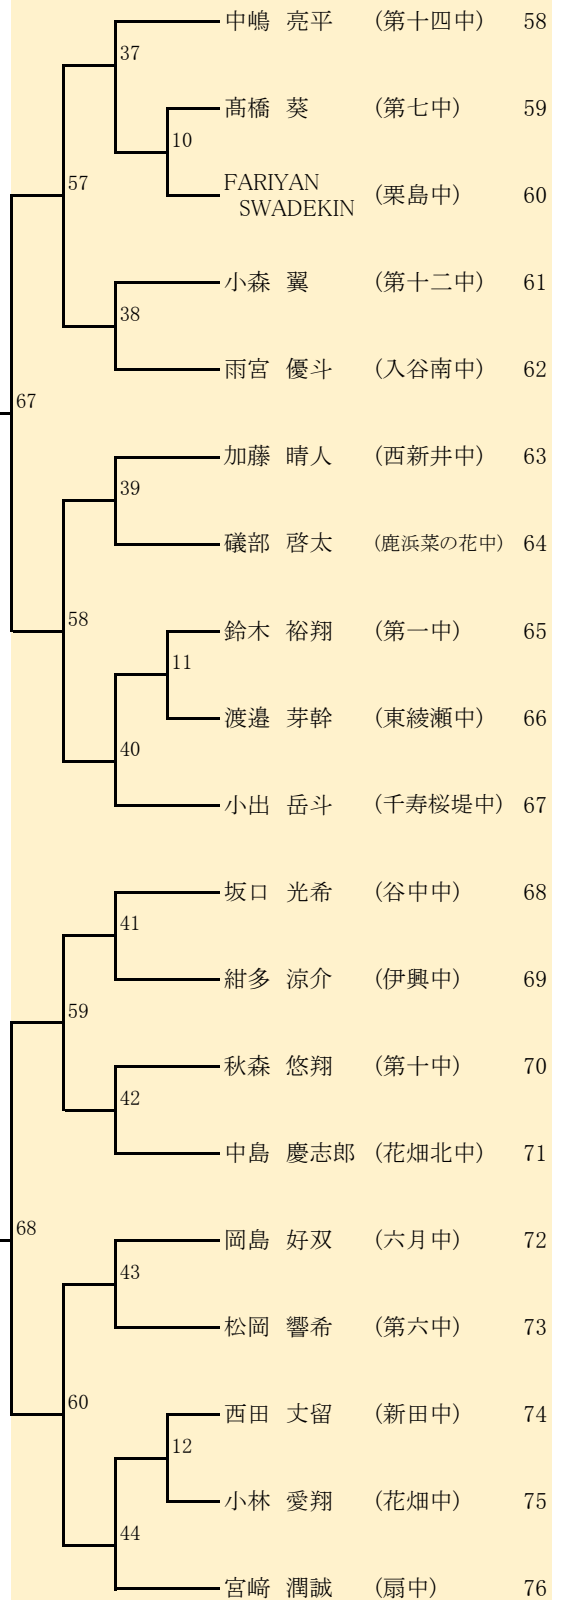 中嶋 亮平 (第十四中) 58
37
髙橋 葵 (第七中) 59
10
57
FARIYAN
SWADEKIN (栗島中) 60
小森 翼 (第十二中) 61
38
雨宮 優斗 (入谷南中) 62
67
加藤 晴人 (西新井中) 63
39
礒部 啓太 (鹿浜菜の花中) 64
58
鈴木 裕翔 (第一中) 65
11
渡邉 芽幹 (東綾瀬中) 66
40
小出 岳斗 (千寿桜堤中) 67
坂口 光希 (谷中中) 68
41
紺多 涼介 (伊興中) 69
59
秋森 悠翔 (第十中) 70
42
中島 慶志郎 (花畑北中) 71
68
岡島 好双 (六月中) 72
43
松岡 響希 (第六中) 73
60
西田 丈留 (新田中) 74
12
小林 愛翔 (花畑中) 75
44
宮﨑 潤誠 (扇中) 76